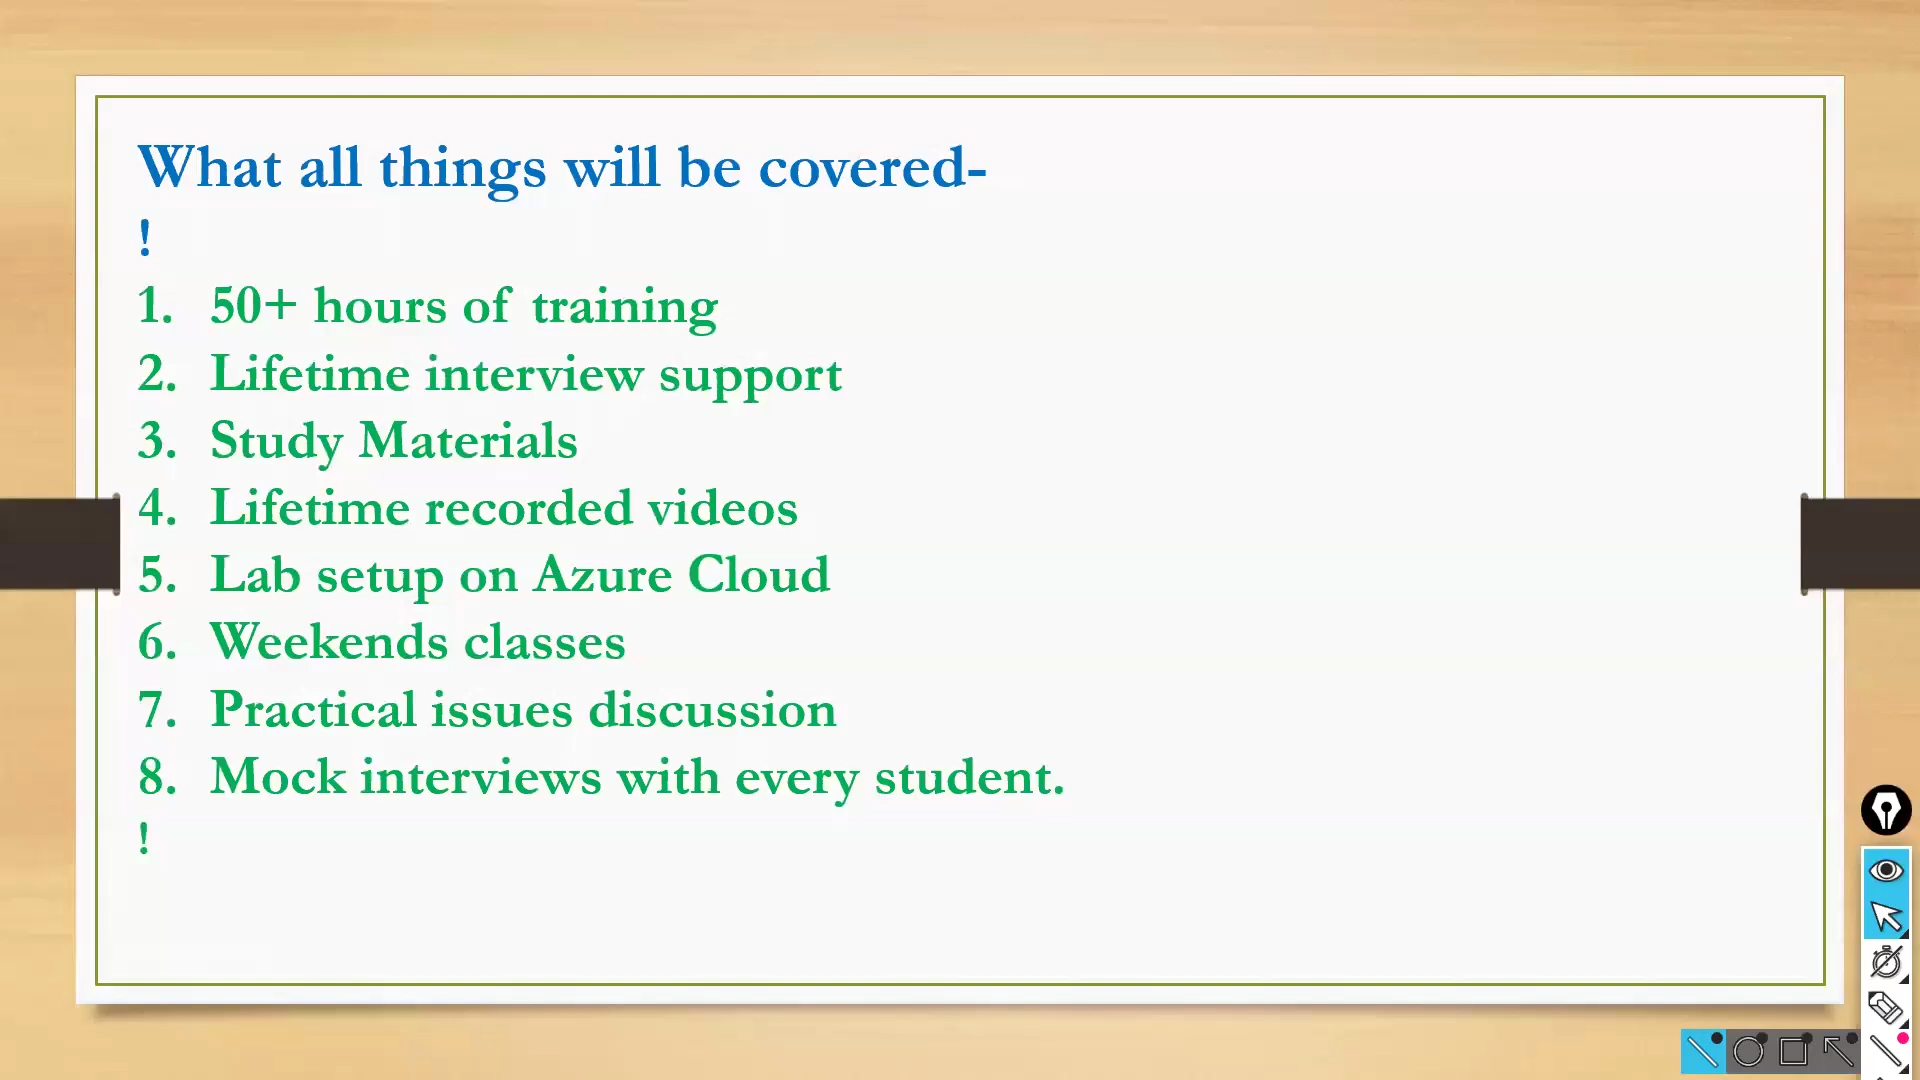 What all things will be covered-
!
1. 50+ hours of training
2. Lifetime interview support
3. Study Materials
4. Lifetime recorded videos
5. Lab setup on Azure Cloud
6. Weekends classes
7. Practical issues discussion
8. Mock interviews with every student.
!